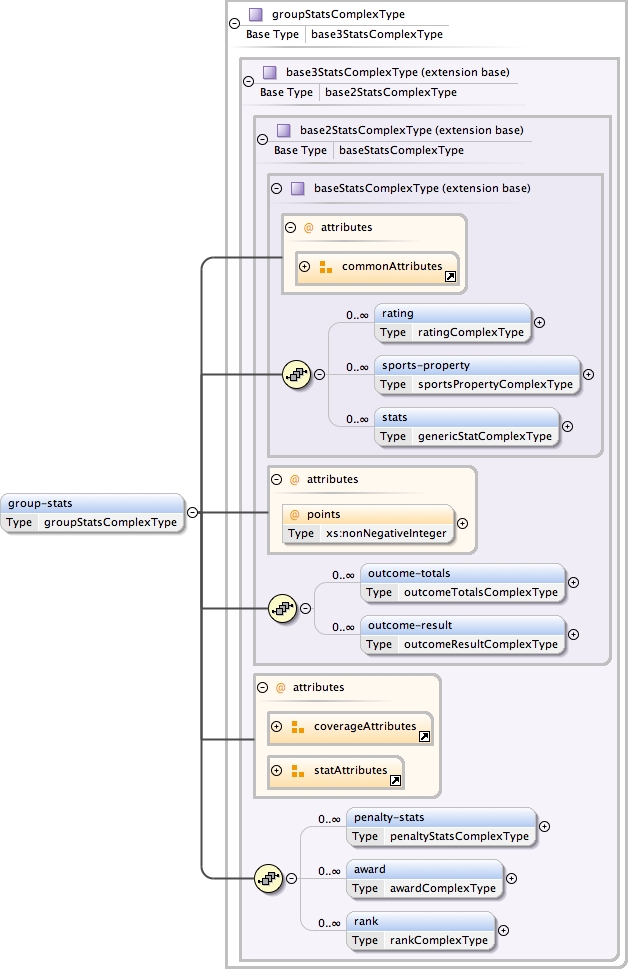 groupStatsComplexType
Base Type base3StatsComplexType
base3StatsComplexType (extension base)
Base Type base2StatsComplexType
base2StatsComplexType (extension base)
Base Type baseStatsComplexType
baseStatsComplexType (extension base)
@ attributes
commonAttributes
0..∞ rating
Type ratingComplexType
0..∞ sports-property
Type sportsPropertyComplexType
0..∞ stats
Type genericStatComplexType
@ attributes
group-stats
Type groupStatsComplexType
@ points
Type xs:nonNegativeInteger
0..∞ outcome-totals
Type outcomeTotalsComplexType
0..∞ outcome-result
Type outcomeResultComplexType
@ attributes
coverageAttributes
statAttributes
0..∞ penalty-stats
Type penaltyStatsComplexType
0..∞ award
Type awardComplexType
0..∞ rank
Type rankComplexType